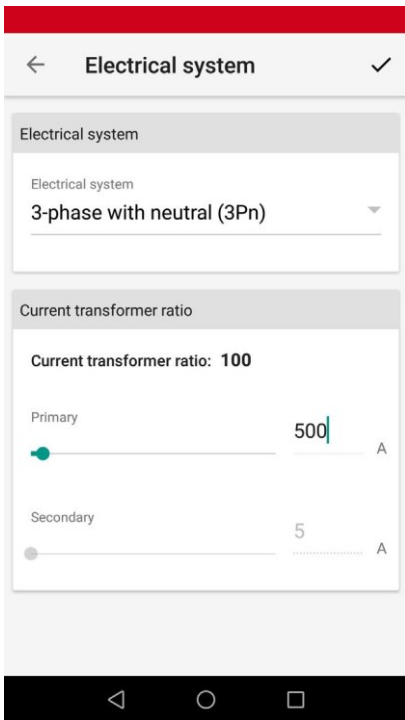 Electrical system
Electrical system
Electrical system
3-phase with neutral (3Pn)
Current transformer ratio
Current transformer ratio: 100
Primary
500
A
Secondary
5
A